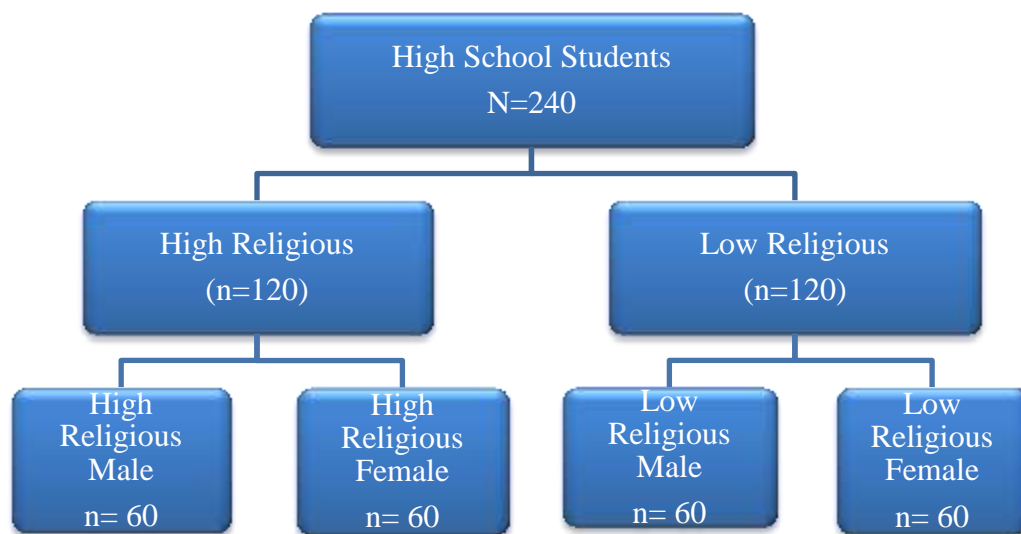 High School Students
N=240
High Religious
(n=120)
Low Religious
(n=120)
High
Religious
Male
n= 60
High
Religious
Female
n= 60
Low
Religious
Male
n= 60
Low
Religious
Female
n= 60